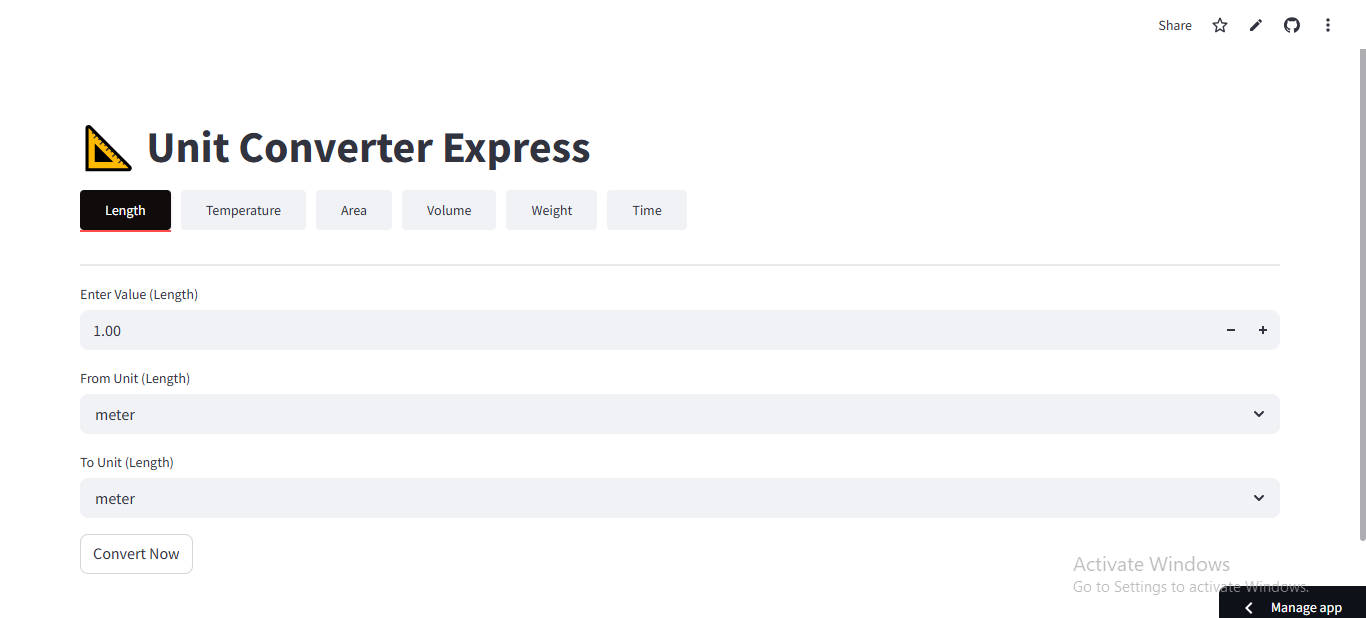 Share
Unit Converter Express
Length Temperature Area Volume Weight Time
Enter Value (Length)
1.00
From Unit (Length)
meter
To Unit (Length)
meter
Convert Now
Activate Windows
Go to Settings to activate Windows.
Manage app